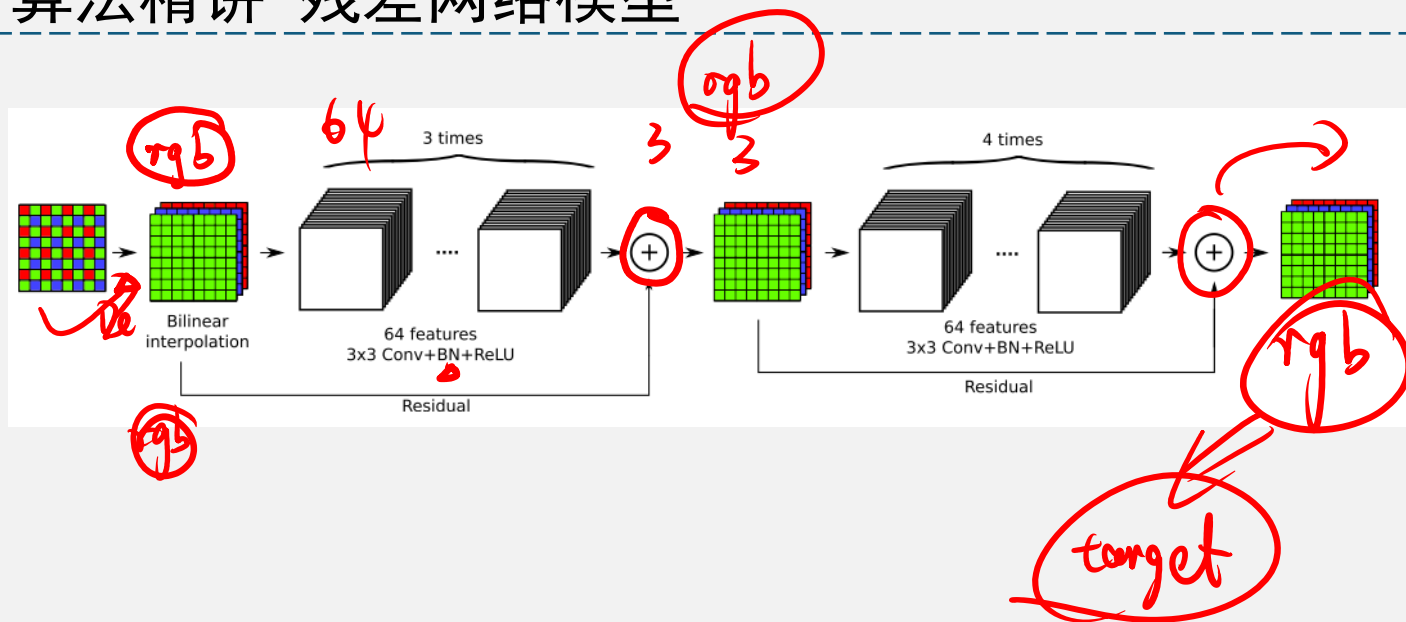 算法精讲 残差网络模型
rgb
rgb
64
3 times
3
3
4 times
Bilinear
interpolation
64 features
3x3 Conv+BN+ReLU
Residual
64 features
3x3 Conv+BN+ReLU
Residual
rgb
rgb
target